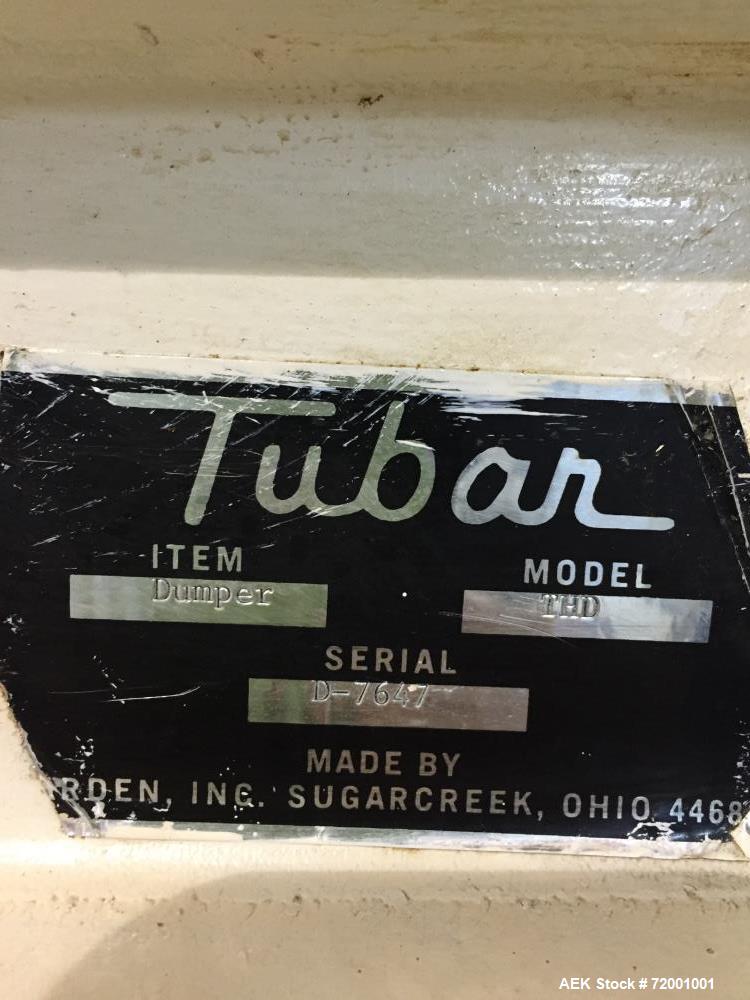 Tubar
ITEM
MODEL
Dumper
THD
SERIAL
D-7647
MADE BY
RDEN, INC. SUGARCREEK, OHIO 4468
AEK Stock # 72001001